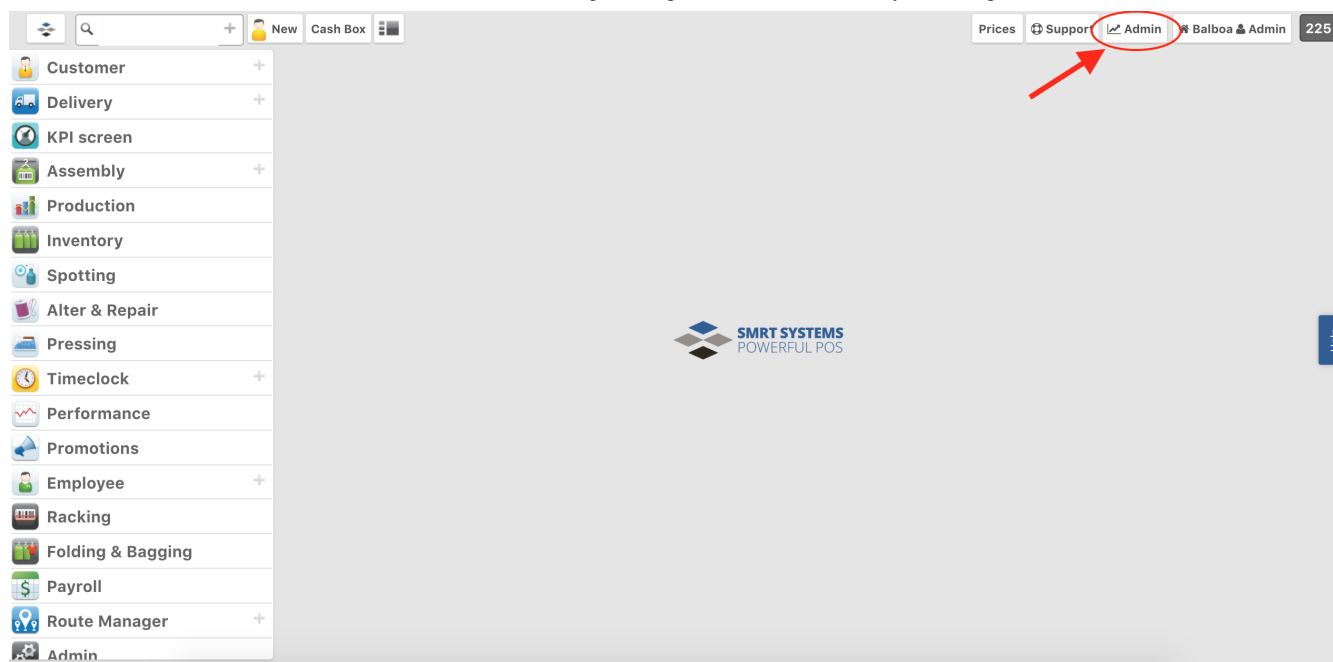 New Cash Box Prices Support Admin Balboa Admin 225
Customer
Delivery
KPI screen
Assembly
Production
Inventory
Spotting
Alter & Repair
Pressing
SMRT SYSTEMS
POWERFUL POS
Timeclock
Performance
Promotions
Employee
Racking
Folding & Bagging
Payroll
Route Manager
Admin